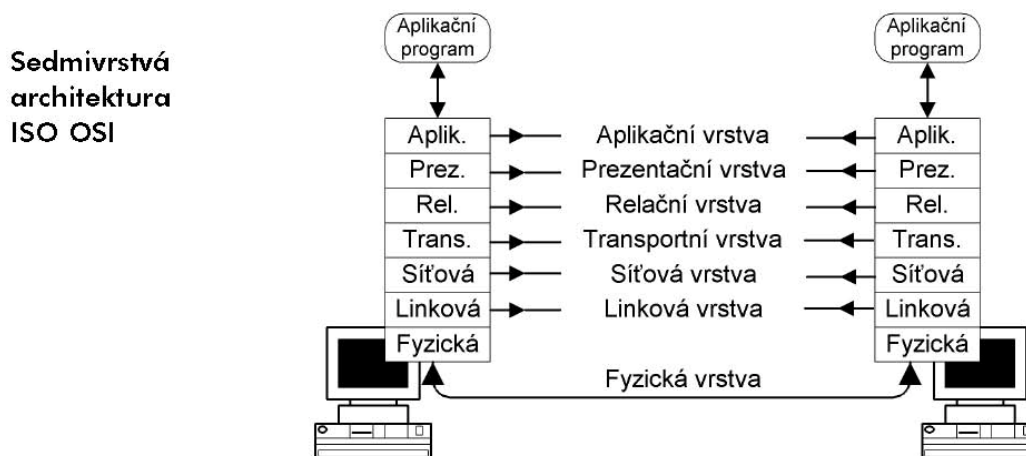 Sedmivrstvá
architektura
ISO OSI
Aplikační
program
Aplikační
program
Aplik. Aplikační vrstva Aplik.
Prez. Prezentační vrstva Prez.
Rel. Relační vrstva Rel.
Trans. Transportní vrstva Trans.
Síťová Síťová vrstva Síťová
Linková Linková vrstva Linková
Fyzická Fyzická
Fyzická vrstva